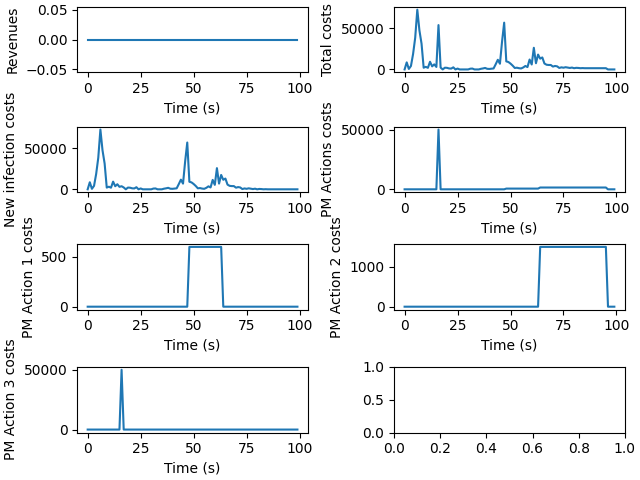 Revenues
0.05
0.00
−0.05
0 25 50 75 100
Time (s)
Total costs
50000
0
0 25 50 75 100
Time (s)
New infection costs
50000
0
0 25 50 75 100
Time (s)
PM Actions costs
50000
0
0 25 50 75 100
Time (s)
PM Action 1 costs
500
0
0 25 50 75 100
Time (s)
PM Action 2 costs
1000
0
0 25 50 75 100
Time (s)
PM Action 3 costs
50000
0
0 25 50 75 100
Time (s)
1.0
0.5
0.0
0.0 0.2 0.4 0.6 0.8 1.0